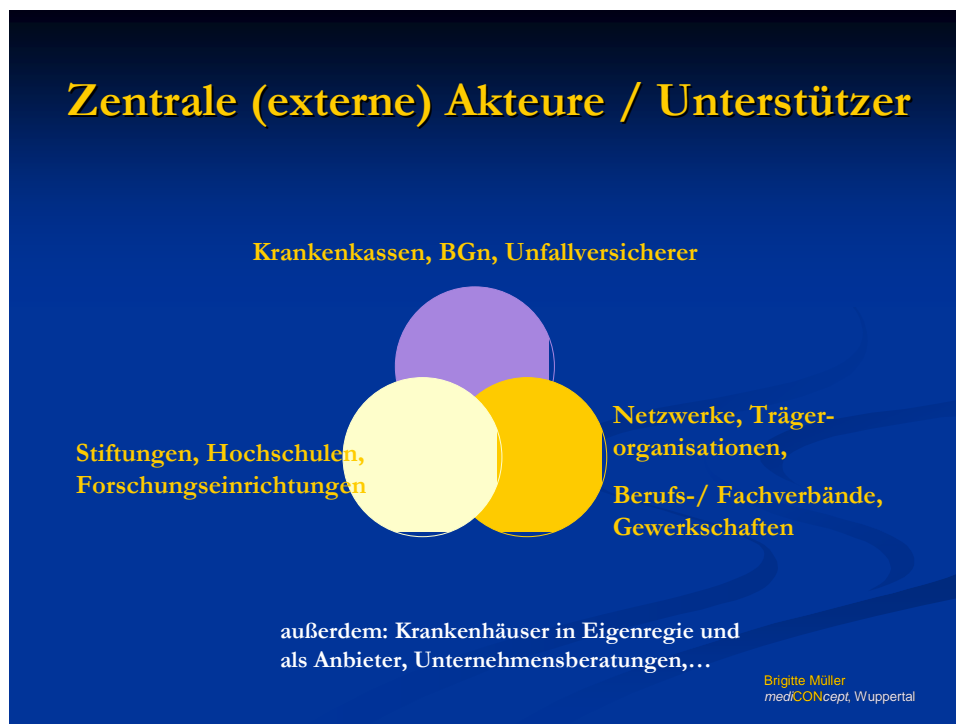 Zentrale (externe) Akteure / Unterstützer
Krankenkassen, BGn, Unfallversicherer
Netzwerke, Träger-
organisationen,
Berufs-/ Fachverbände,
Gewerkschaften
Stiftungen, Hochschulen,
Forschungseinrichtungen
außerdem: Krankenhäuser in Eigenregie und
als Anbieter, Unternehmensberatungen,…
Brigitte Müller
mediCONcept, Wuppertal